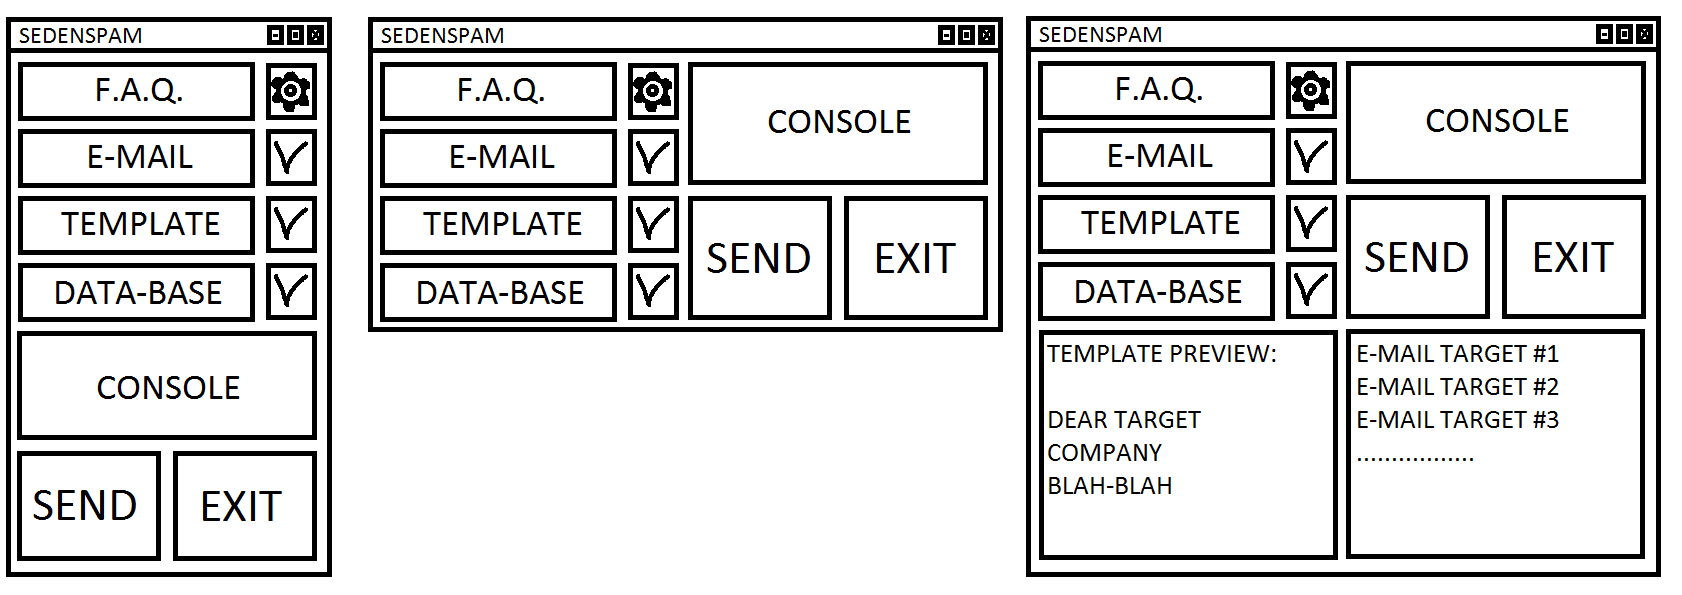 SEDENSPAM
F.A.Q.
E-MAIL
TEMPLATE
DATA-BASE
CONSOLE
SEND
EXIT
SEDENSPAM
F.A.Q.
E-MAIL
TEMPLATE
DATA-BASE
CONSOLE
SEND
EXIT
SEDENSPAM
F.A.Q.
E-MAIL
TEMPLATE
DATA-BASE
CONSOLE
SEND
EXIT
TEMPLATE PREVIEW:
DEAR TARGET
COMPANY
BLAH-BLAH
E-MAIL TARGET #1
E-MAIL TARGET #2
E-MAIL TARGET #3
.................